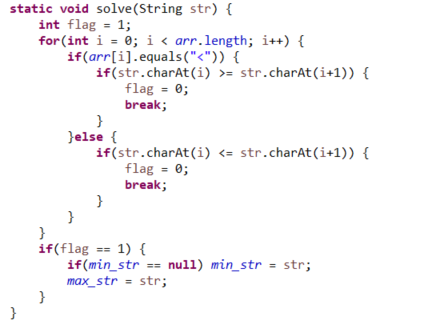 static void solve(String str) {
    int flag = 1;
    for(int i = 0; i < arr.length; i++) {
        if(arr[i].equals("<")) {
            if(str.charAt(i) >= str.charAt(i+1)) {
                flag = 0;
                break;
            }
        }else {
            if(str.charAt(i) <= str.charAt(i+1)) {
                flag = 0;
                break;
            }
        }
    }
    if(flag == 1) {
        if(min_str == null) min_str = str;
        max_str = str;
    }
}